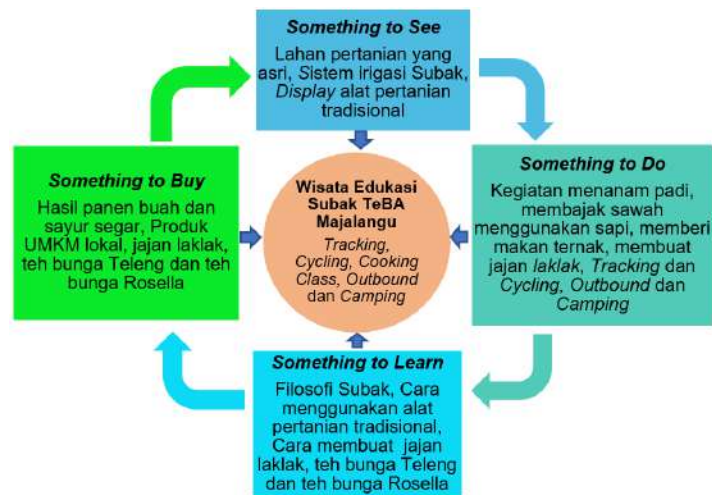 Something to See
Lahan pertanian yang
asri, Sistem irigasi Subak,
Display alat pertanian
tradisional
Something to Do
Kegiatan menanam padi,
membajak sawah
menggunakan sapi, memberi
makan ternak, membuat
jajan laklak, Tracking dan
Cycling, Outbound dan
Camping
Something to Learn
Filosofi Subak, Cara
menggunakan alat
pertanian tradisional,
Cara membuat jajan
laklak, teh bunga Teleng
dan teh bunga Rosella
Something to Buy
Hasil panen buah dan
sayur segar, Produk
UMKM lokal, jajan laklak,
teh bunga Teleng dan teh
bunga Rosella
Wisata Edukasi
Subak TeBA
Majalangu
Tracking,
Cycling, Cooking
Class, Outbound
dan Camping